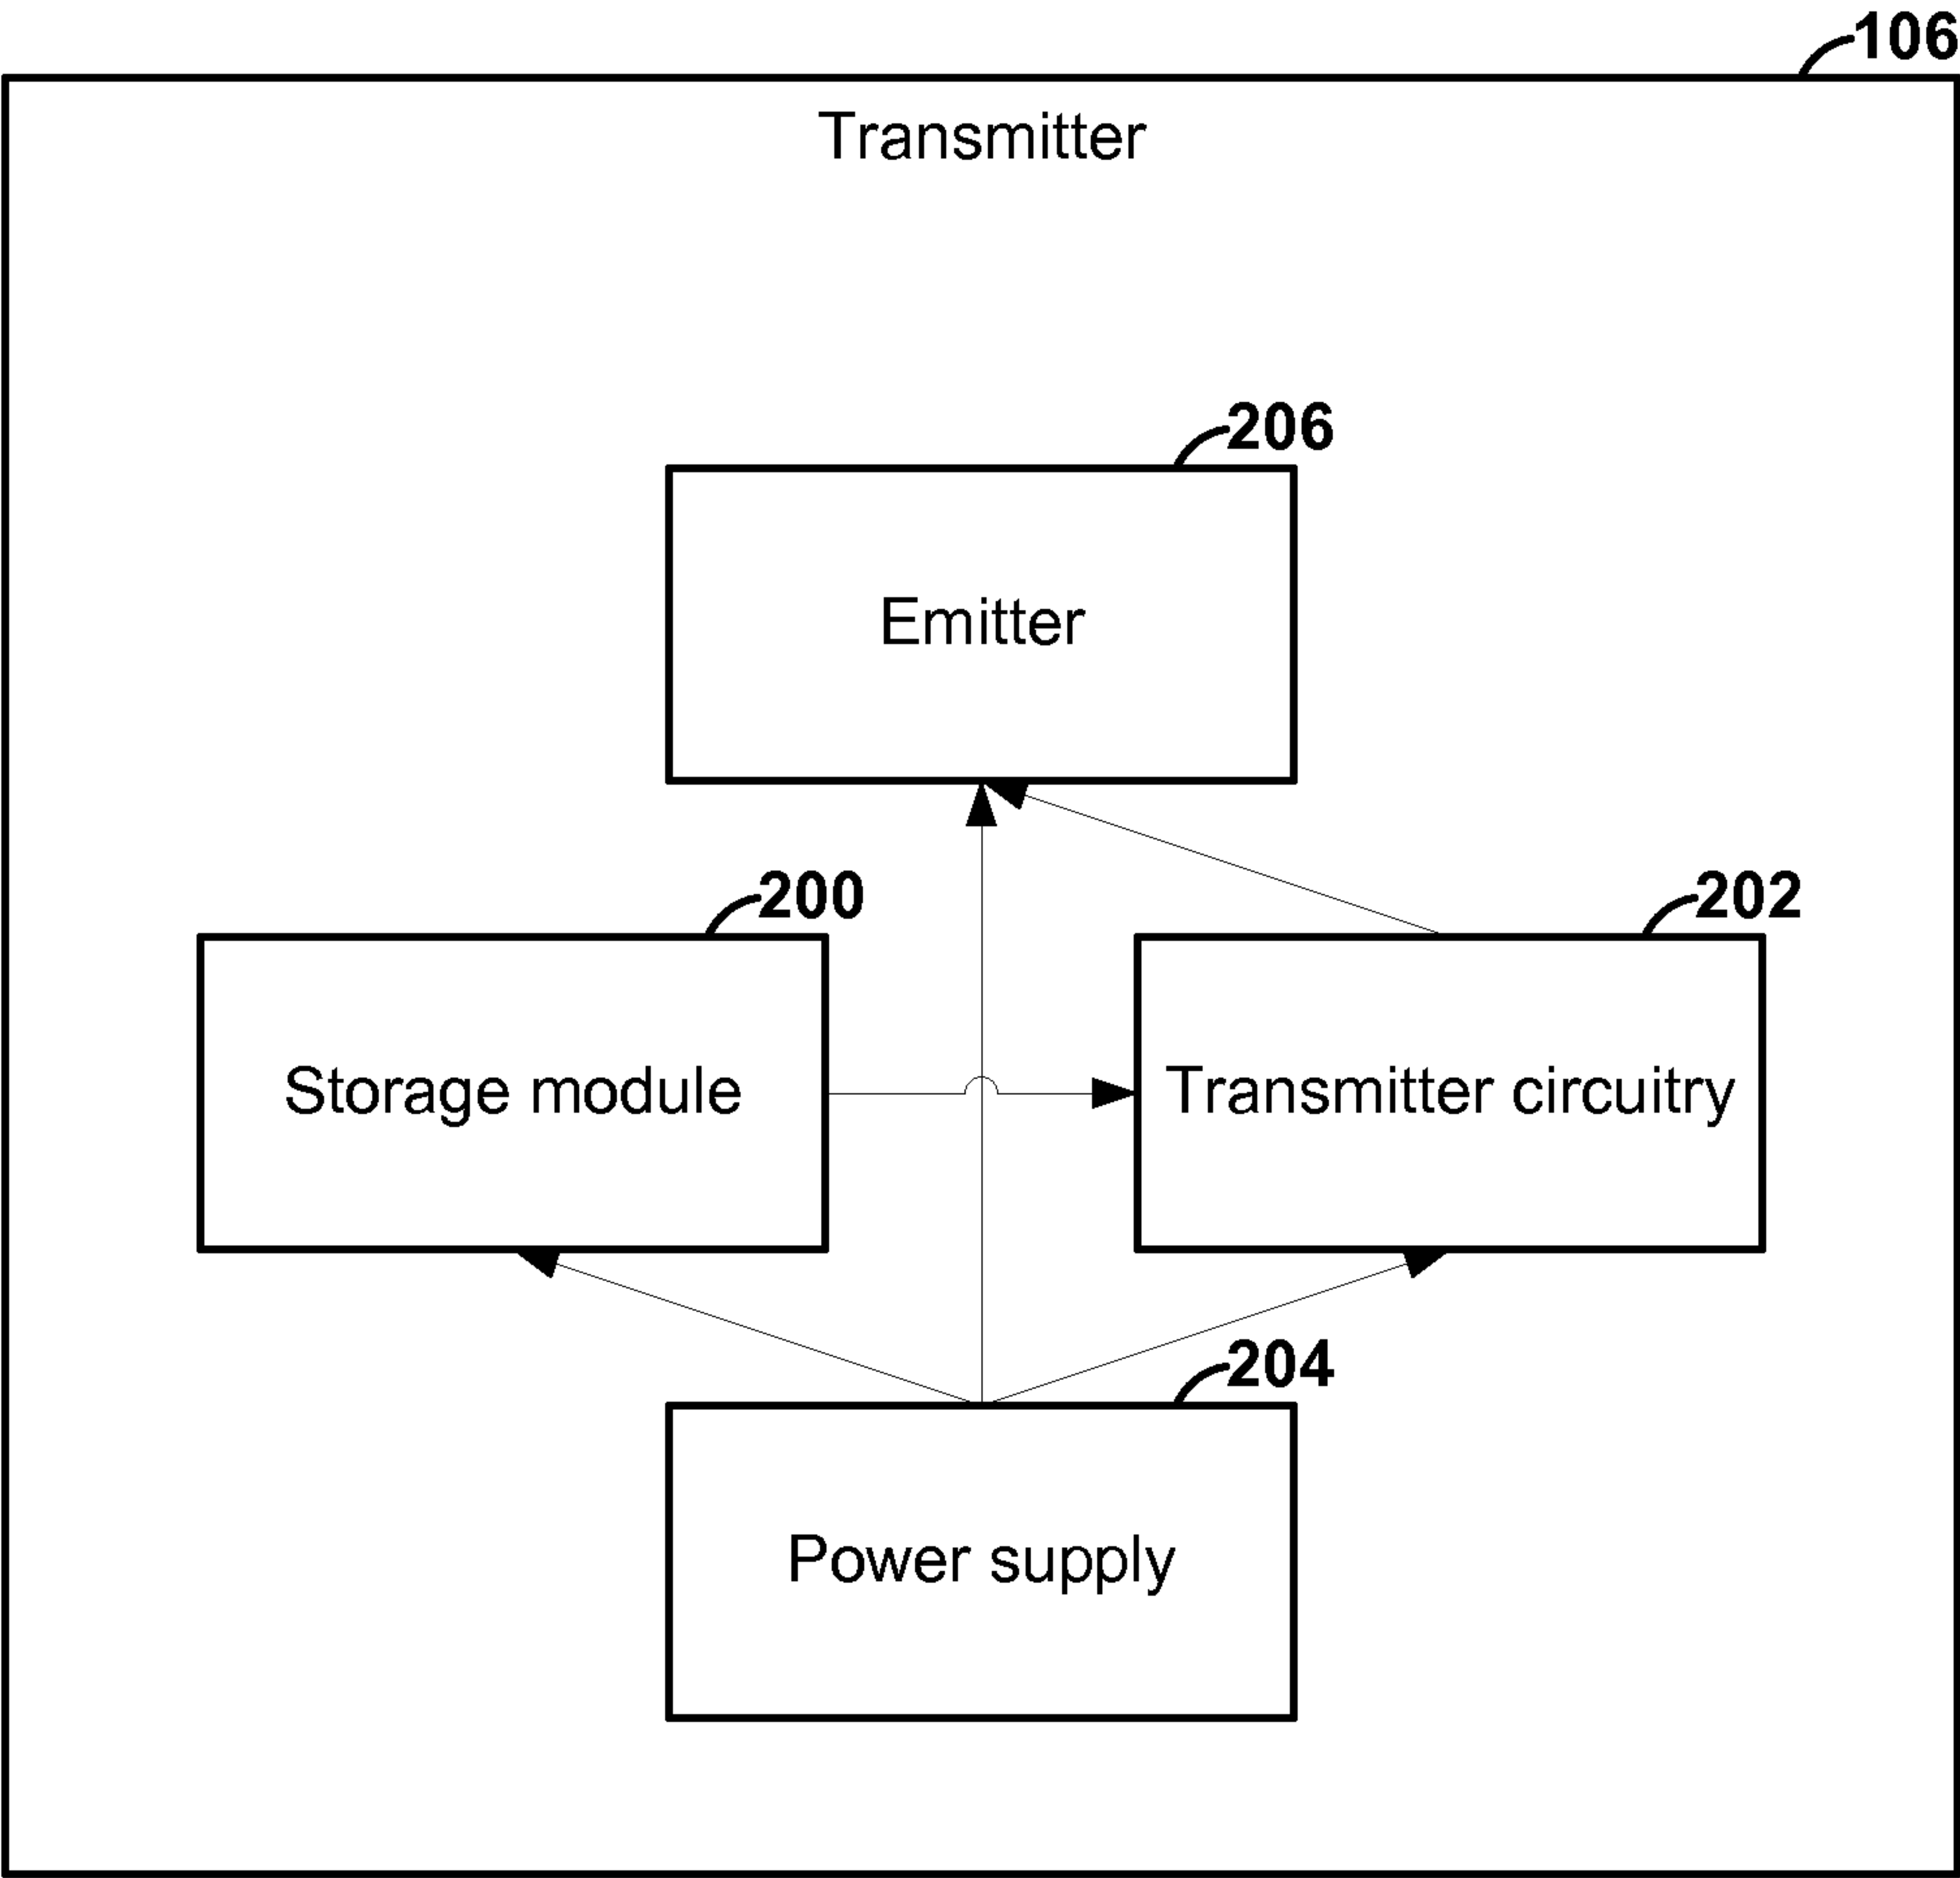 106
Transmitter
206
Emitter
200
202
Storage module
Transmitter circuitry
204
Power supply